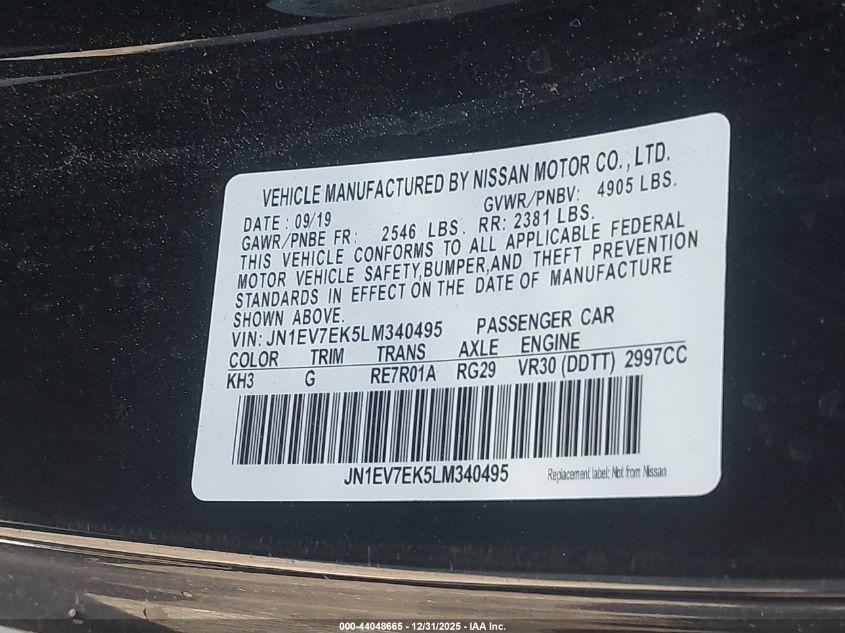 VEHICLE MANUFACTURED BY NISSAN MOTOR CO., LTD.
DATE: 09/19 GVWR/PNBV: 4905 LBS.
GAWR/PNBE FR: 2546 LBS. RR: 2381 LBS.
THIS VEHICLE CONFORMS TO ALL APPLICABLE FEDERAL
MOTOR VEHICLE SAFETY,BUMPER,AND THEFT PREVENTION
STANDARDS IN EFFECT ON THE DATE OF MANUFACTURE
SHOWN ABOVE.
VIN: JN1EV7EK5LM340495 PASSENGER CAR
COLOR TRIM TRANS AXLE ENGINE
KH3 G RE7R01A RG29 VR30 (DDTT) 2997CC
JN1EV7EK5LM340495
Replacement label: Not from Nissan
000-44048665 - 12/31/2025 - IAA Inc.